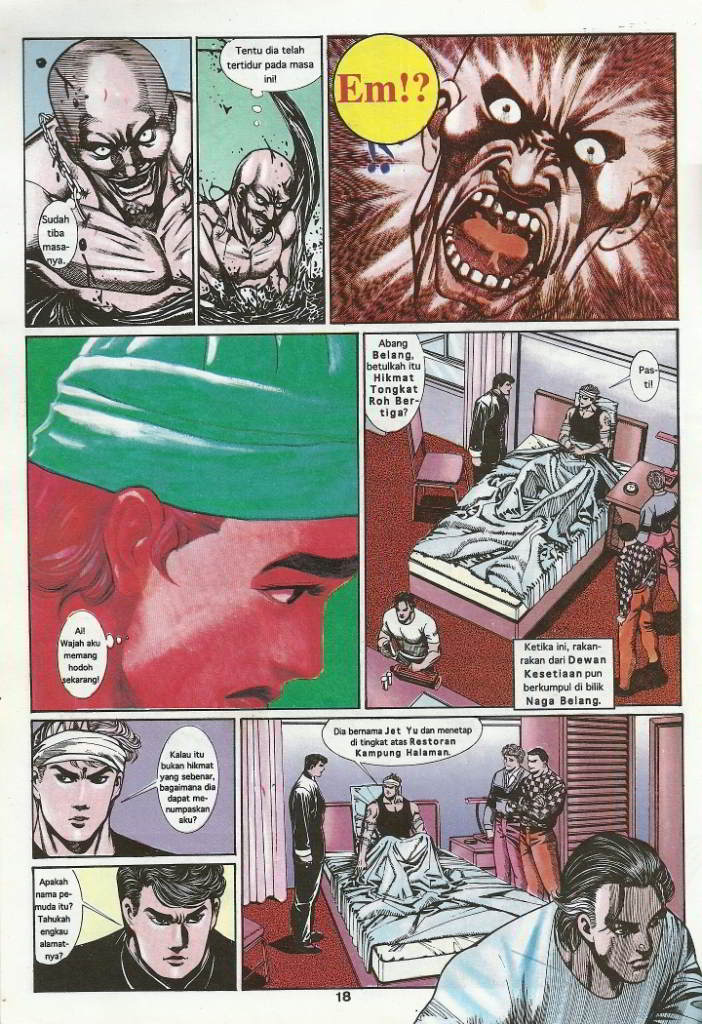 Sudah
tiba
masa-
nya.
Tentu dia telah
tertidur pada masa
ini!
Em!?
Ai!
Wajah aku
memang
hodoh
sekarang!
Abang
Belang,
betulkah itu
Hikmat
Tongkat
Roh Ber-
tiga?
Pas-
ti!
Ketika ini, rakan-
rakan dari Dewan
Kesetiaan pun
berkumpul di bilik
Naga Belang.
Kalau itu
bukan hikmat
yang sebenar,
bagaimana dia
dapat me-
numpaskan
aku?
Apakah
nama pe-
muda itu?
Tahukah
engkau
alamat-
nya?
Dia bernama Jet Yu dan menetap
di tingkat atas Restoran
Kampung Halaman.
18